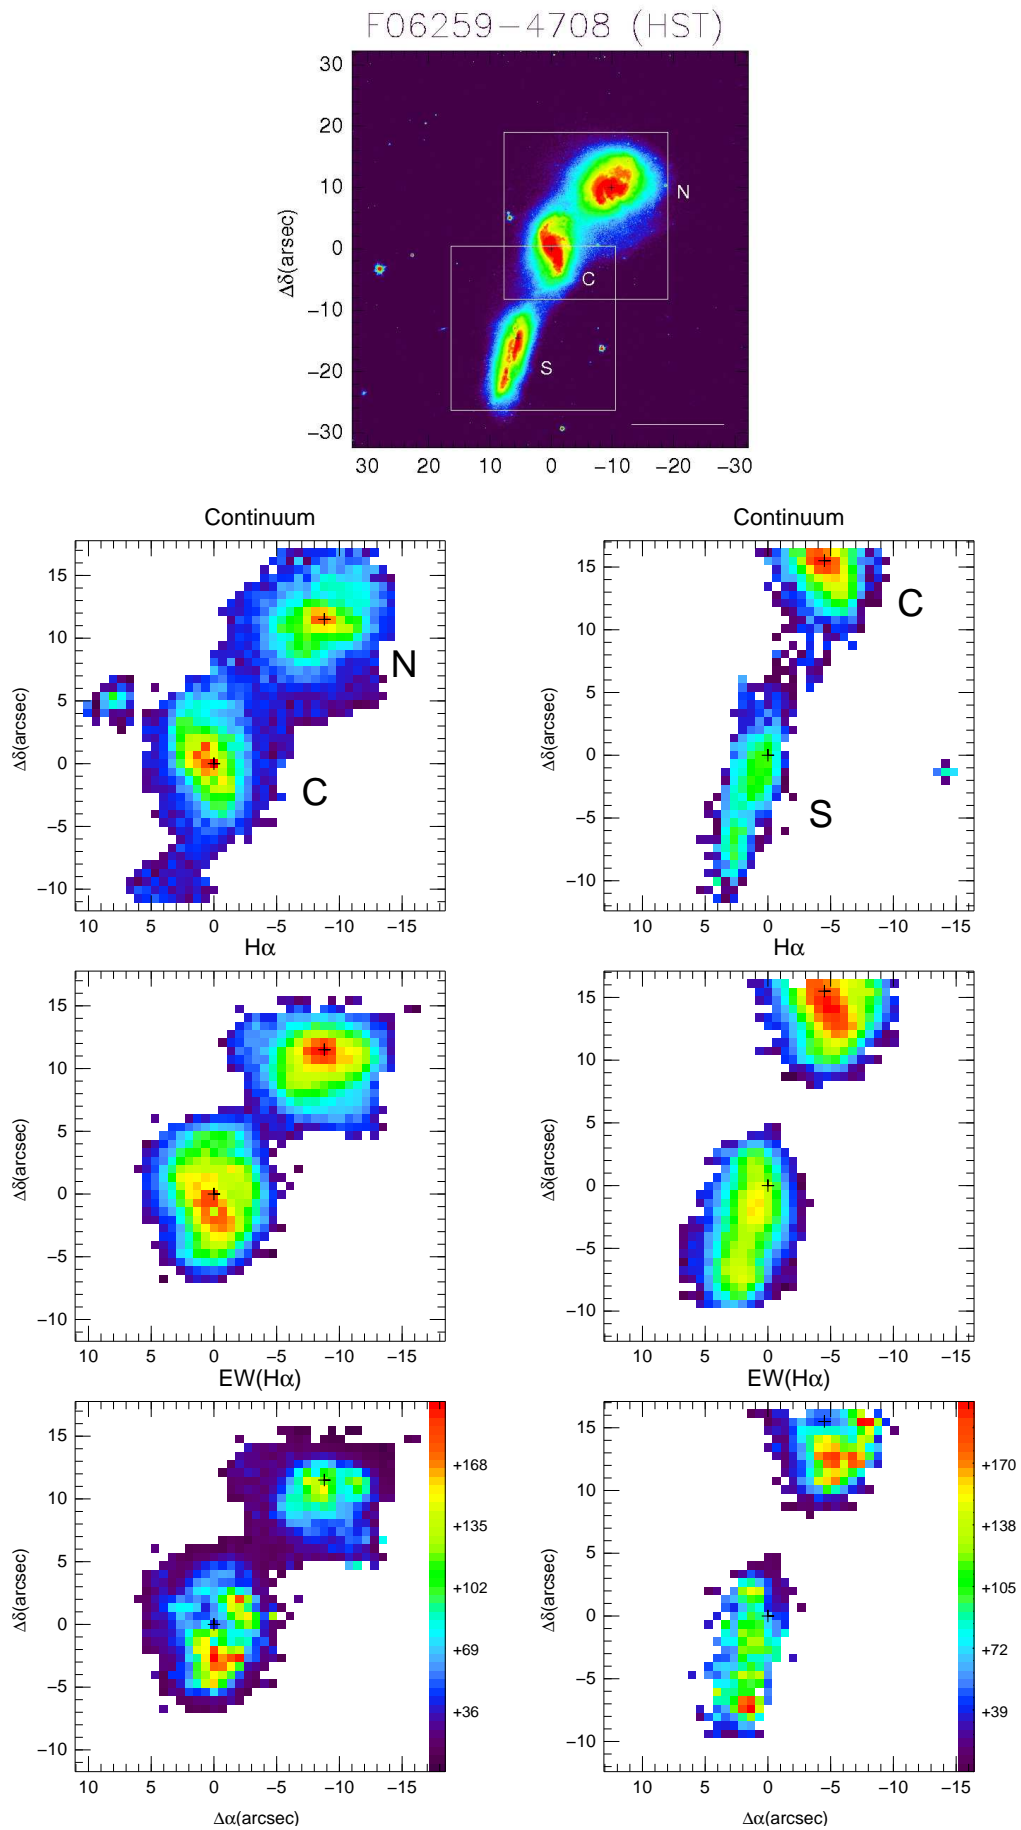 F06259−4708 (HST)
Δδ(arsec)
30
20
10
0
−10
−20
−30
N
C
S
30 20 10 0 −10 −20 −30
Continuum
Δδ(arcsec)
15
10
5
0
−5
−10
N
C
10 5 0 −5 −10 −15
Continuum
Δδ(arcsec)
15
10
5
0
−5
−10
C
S
10 5 0 −5 −10 −15
Hα
Δδ(arcsec)
15
10
5
0
−5
−10
10 5 0 −5 −10 −15
Hα
Δδ(arcsec)
15
10
5
0
−5
−10
10 5 0 −5 −10 −15
EW(Hα)
Δδ(arcsec)
15
10
5
0
−5
−10
+168
+135
+102
+69
+36
10 5 0 −5 −10 −15
Δα(arcsec)
EW(Hα)
Δδ(arcsec)
15
10
5
0
−5
−10
+170
+138
+105
+72
+39
10 5 0 −5 −10 −15
Δα(arcsec)